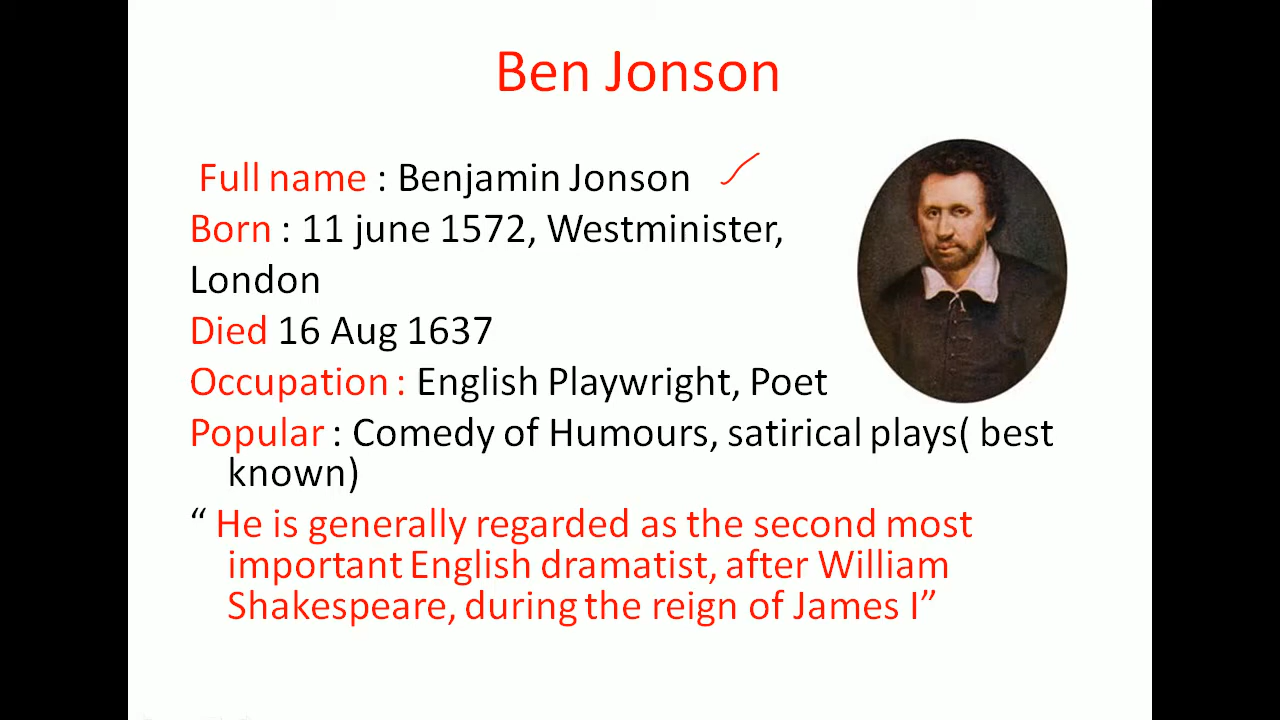 Ben Jonson
Full name : Benjamin Jonson
Born : 11 june 1572, Westminister,
London
Died 16 Aug 1637
Occupation : English Playwright, Poet
Popular : Comedy of Humours, satirical plays( best
known)
“ He is generally regarded as the second most
important English dramatist, after William
Shakespeare, during the reign of James I”